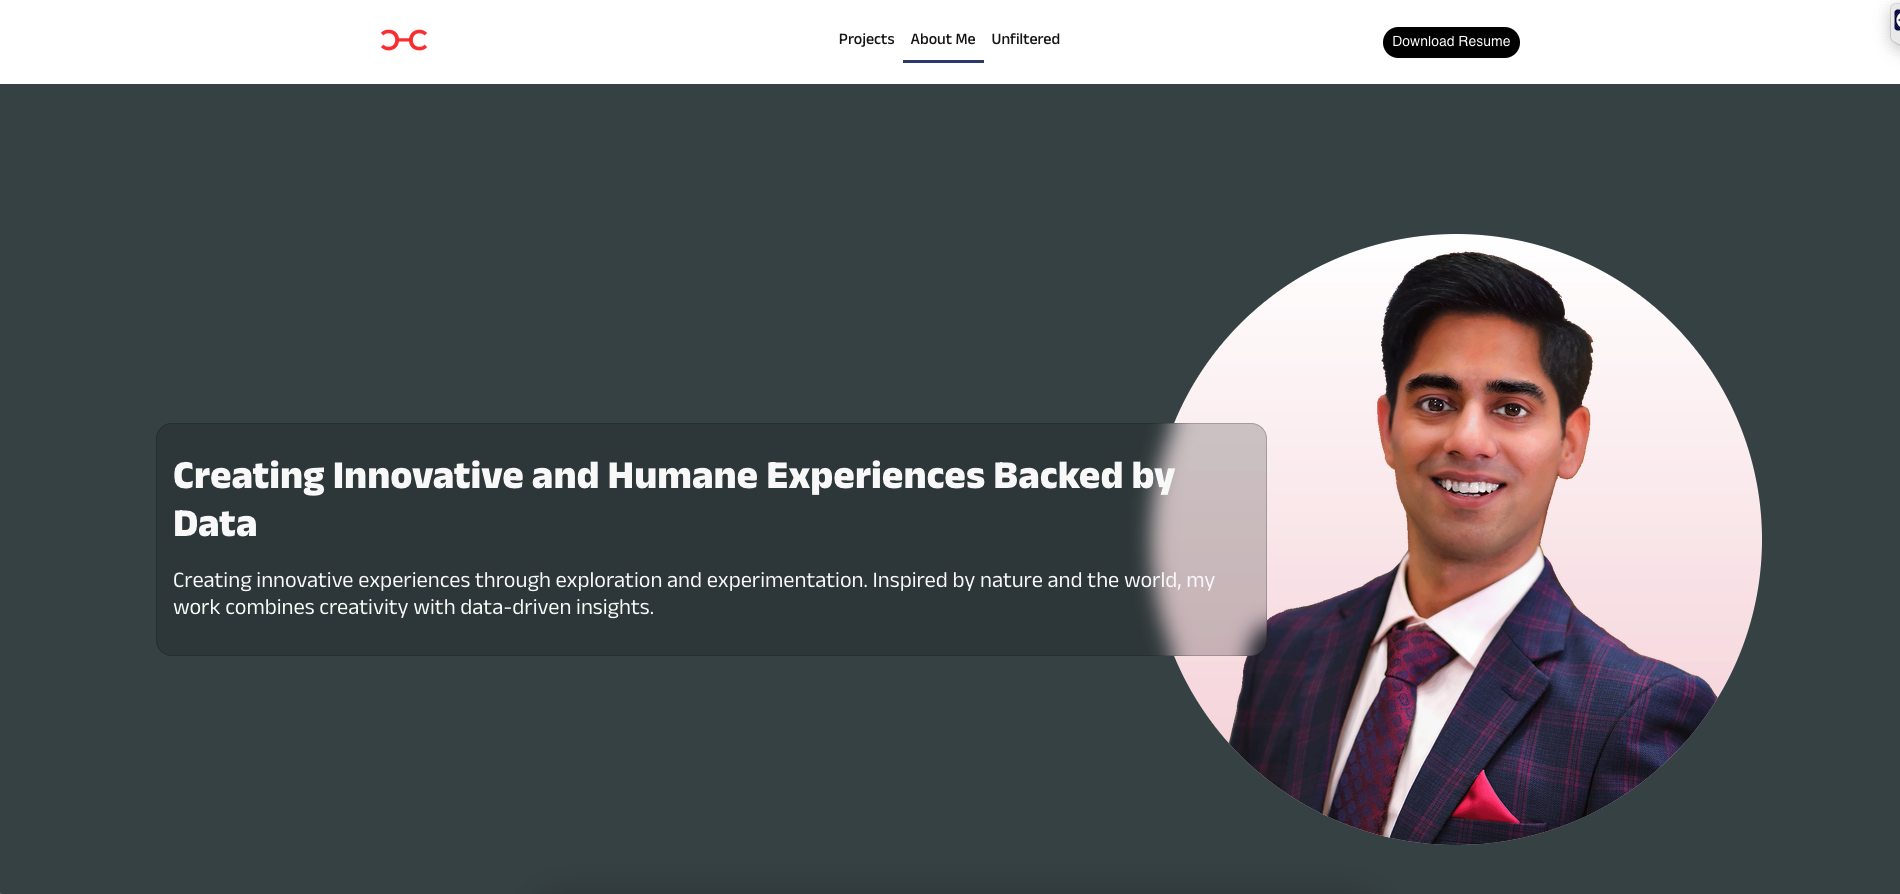 Projects About Me Unfiltered Download Resume
Creating Innovative and Humane Experiences Backed by
Data
Creating innovative experiences through exploration and experimentation. Inspired by nature and the world, my
work combines creativity with data-driven insights.